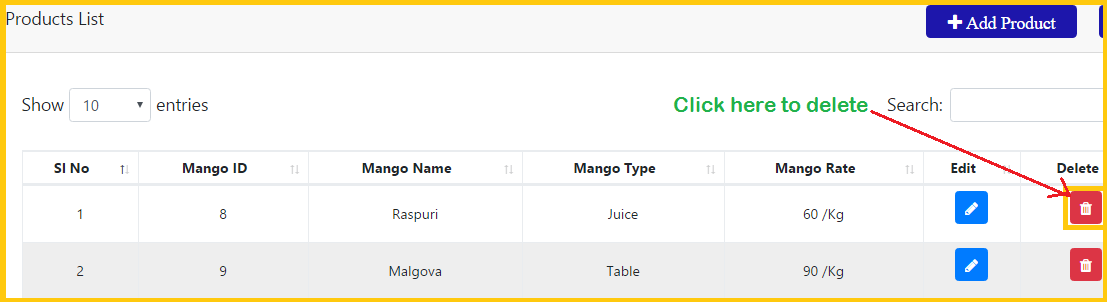 Products List
Add Product
Show 10 entries
Click here to delete
Search:
Sl No Mango ID Mango Name Mango Type Mango Rate Edit Delete
1 8 Raspuri Juice 60 /Kg
2 9 Malgova Table 90 /Kg